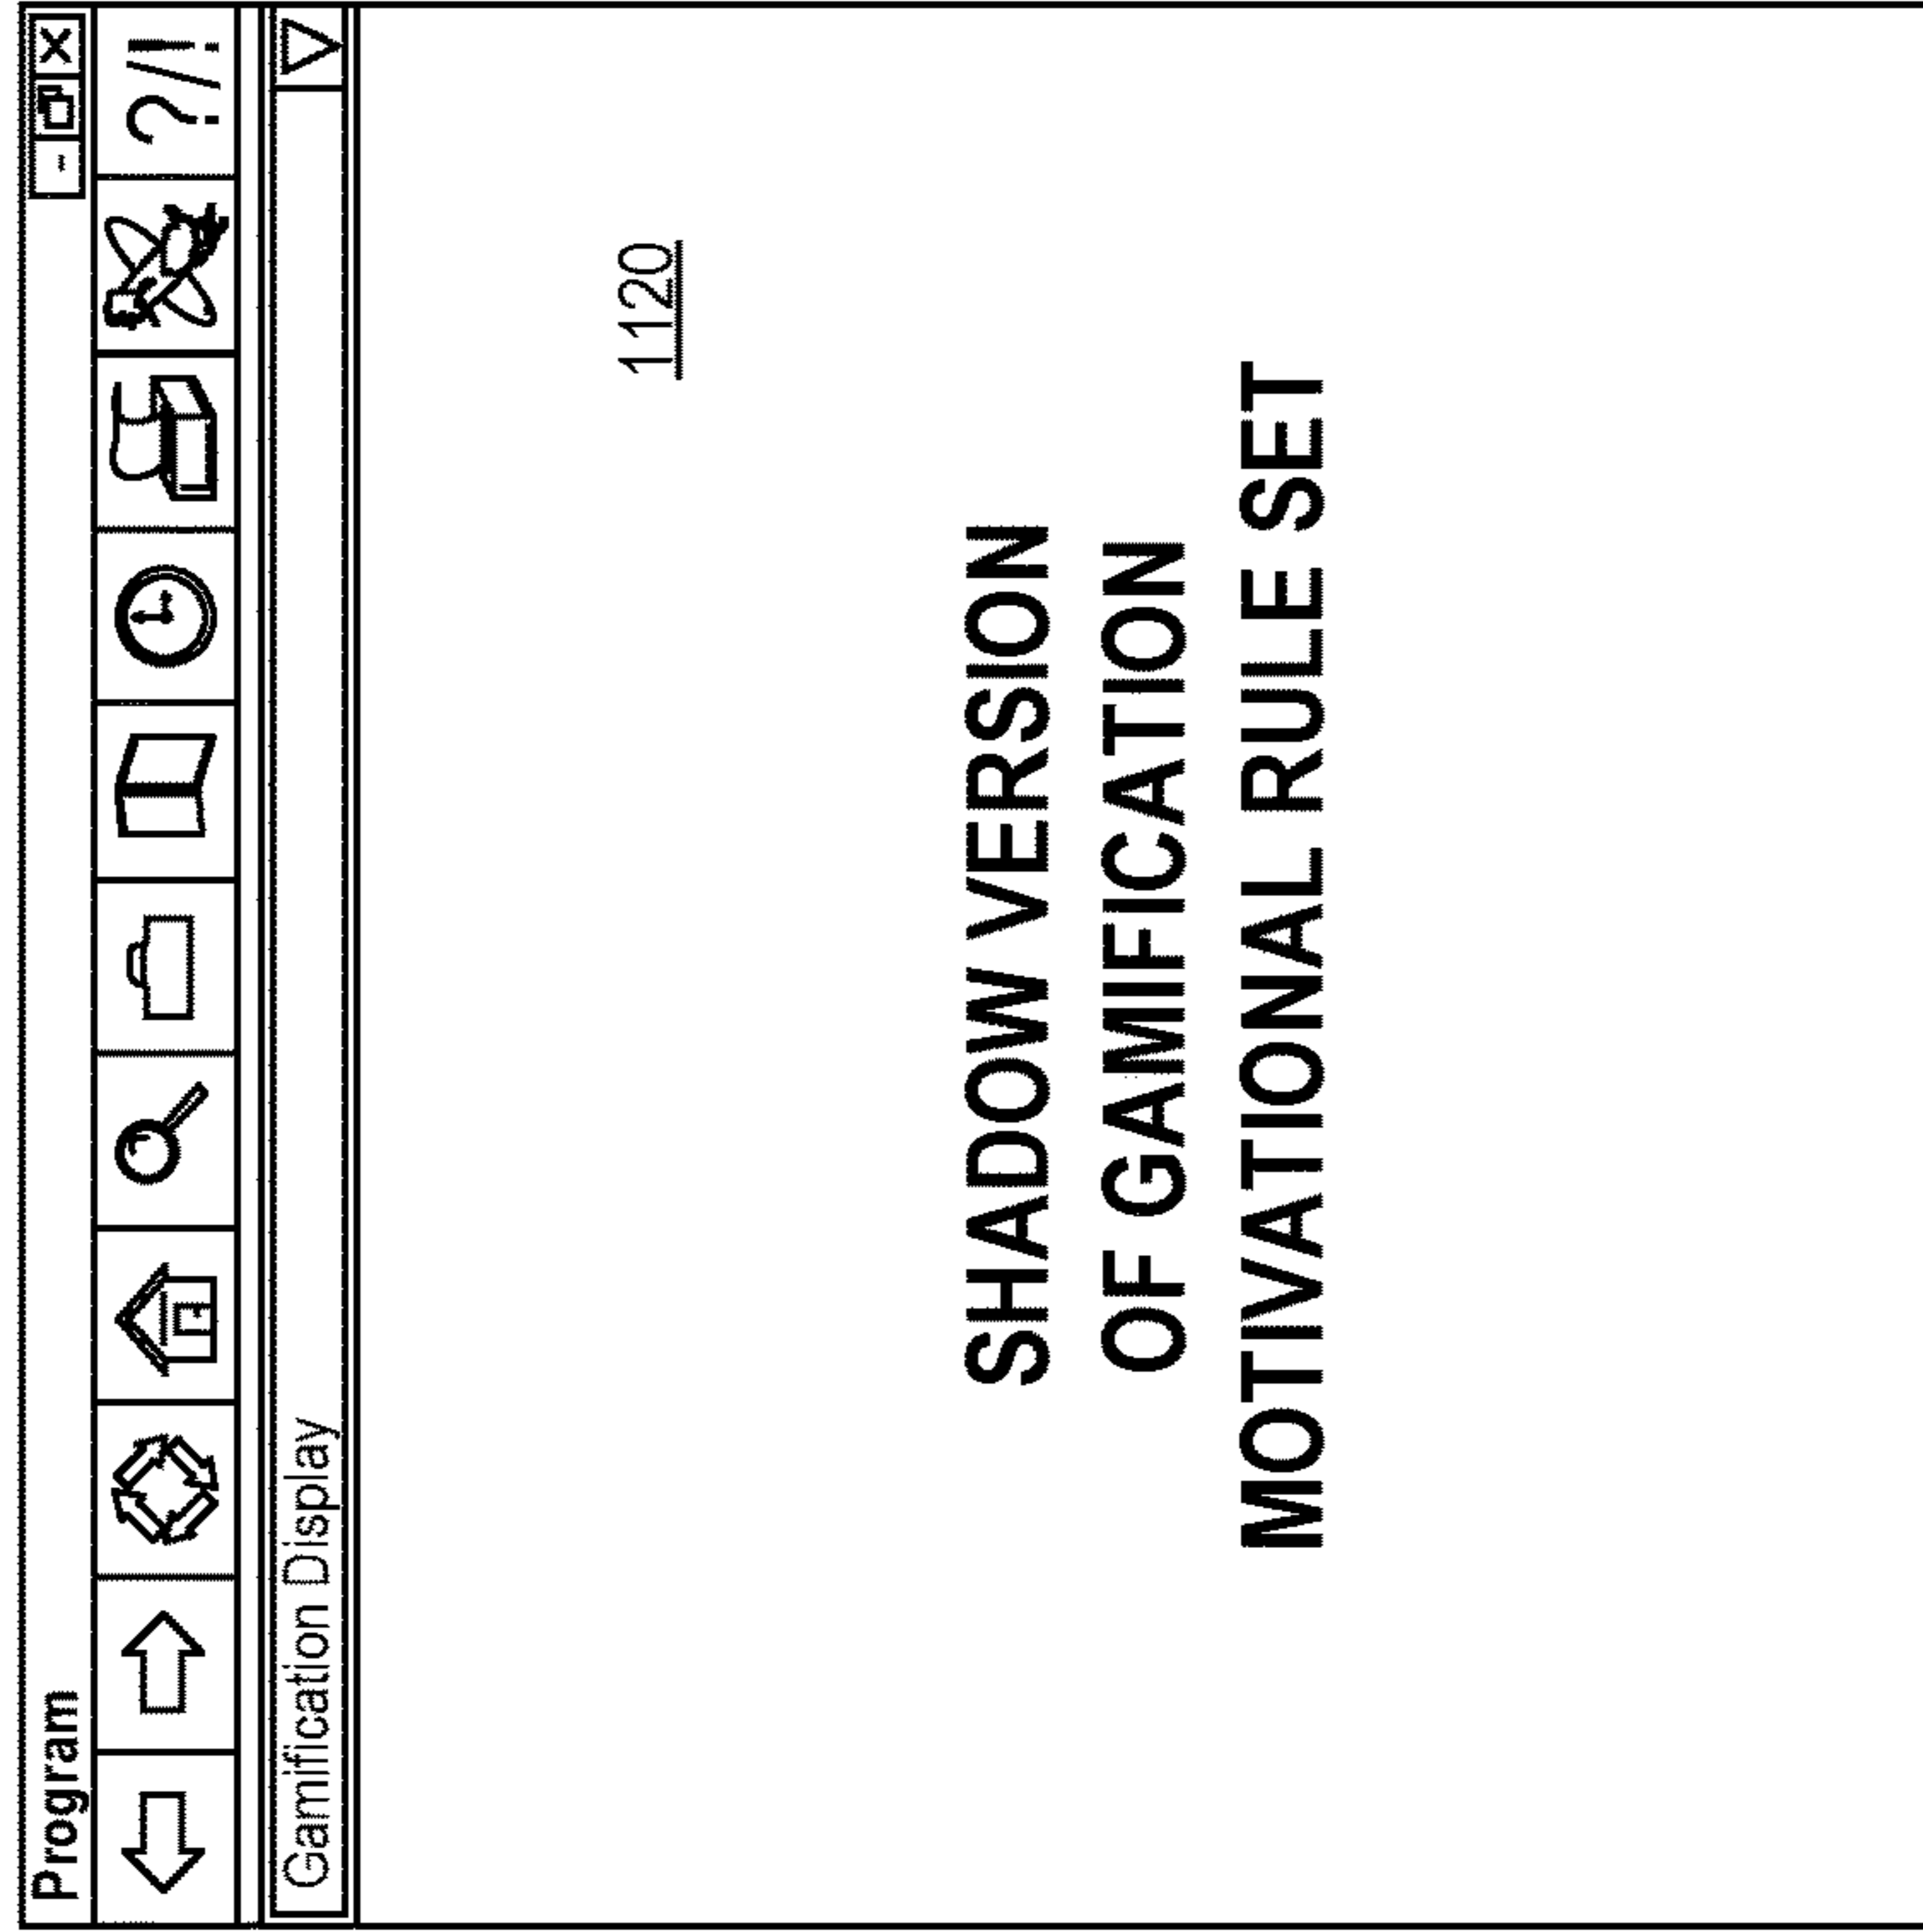 Program
?//!
Gamification Display
1120
SHADOW VERSION
OF GAMIFICATION
MOTIVATIONAL RULE SET